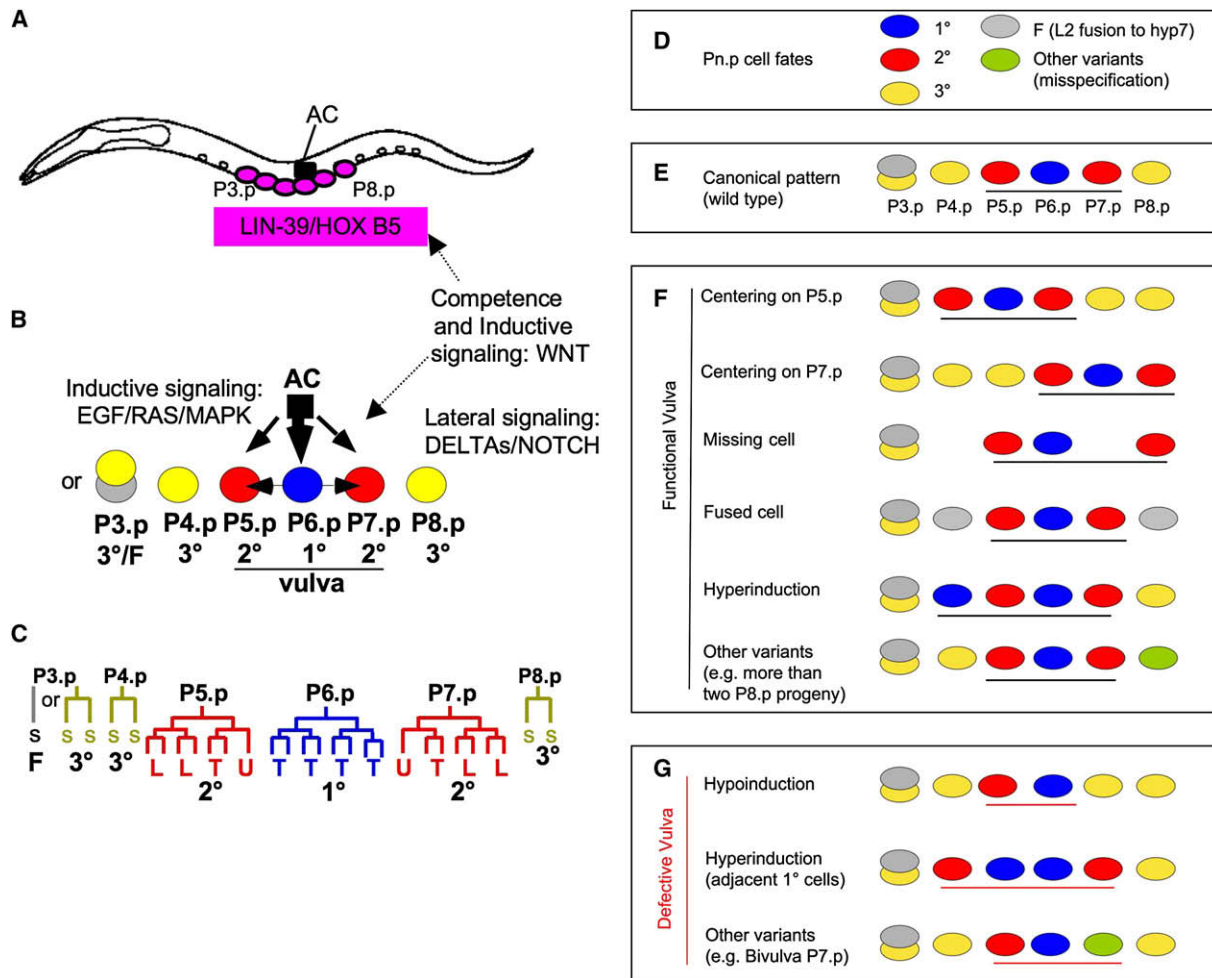 A
AC
P3.p
P8.p
LIN-39/HOX B5
Competence
and Inductive
signaling: WNT
B
Inductive signaling:
EGF/RAS/MAPK
AC
Lateral signaling:
DELTAs/NOTCH
or
P3.p P4.p P5.p P6.p P7.p P8.p
3°/F 3° 2° 1° 2° 3°
vulva
C
P3.p P4.p P5.p P6.p P7.p P8.p
or
S S S S S L L T U T T T T U T L L S S
F 3° 3° 2° 1° 2° 3°
D
Pn.p cell fates
1°
2°
3°
F (L2 fusion to hyp7)
Other variants
(misspecification)
E
Canonical pattern
(wild type)
P3.p P4.p P5.p P6.p P7.p P8.p
F
Functional Vulva
Centering on P5.p
Centering on P7.p
Missing cell
Fused cell
Hyperinduction
Other variants
(e.g. more than
two P8.p progeny)
G
Defective Vulva
Hypoinduction
Hyperinduction
(adjacent 1° cells)
Other variants
(e.g. Bivulva P7.p)